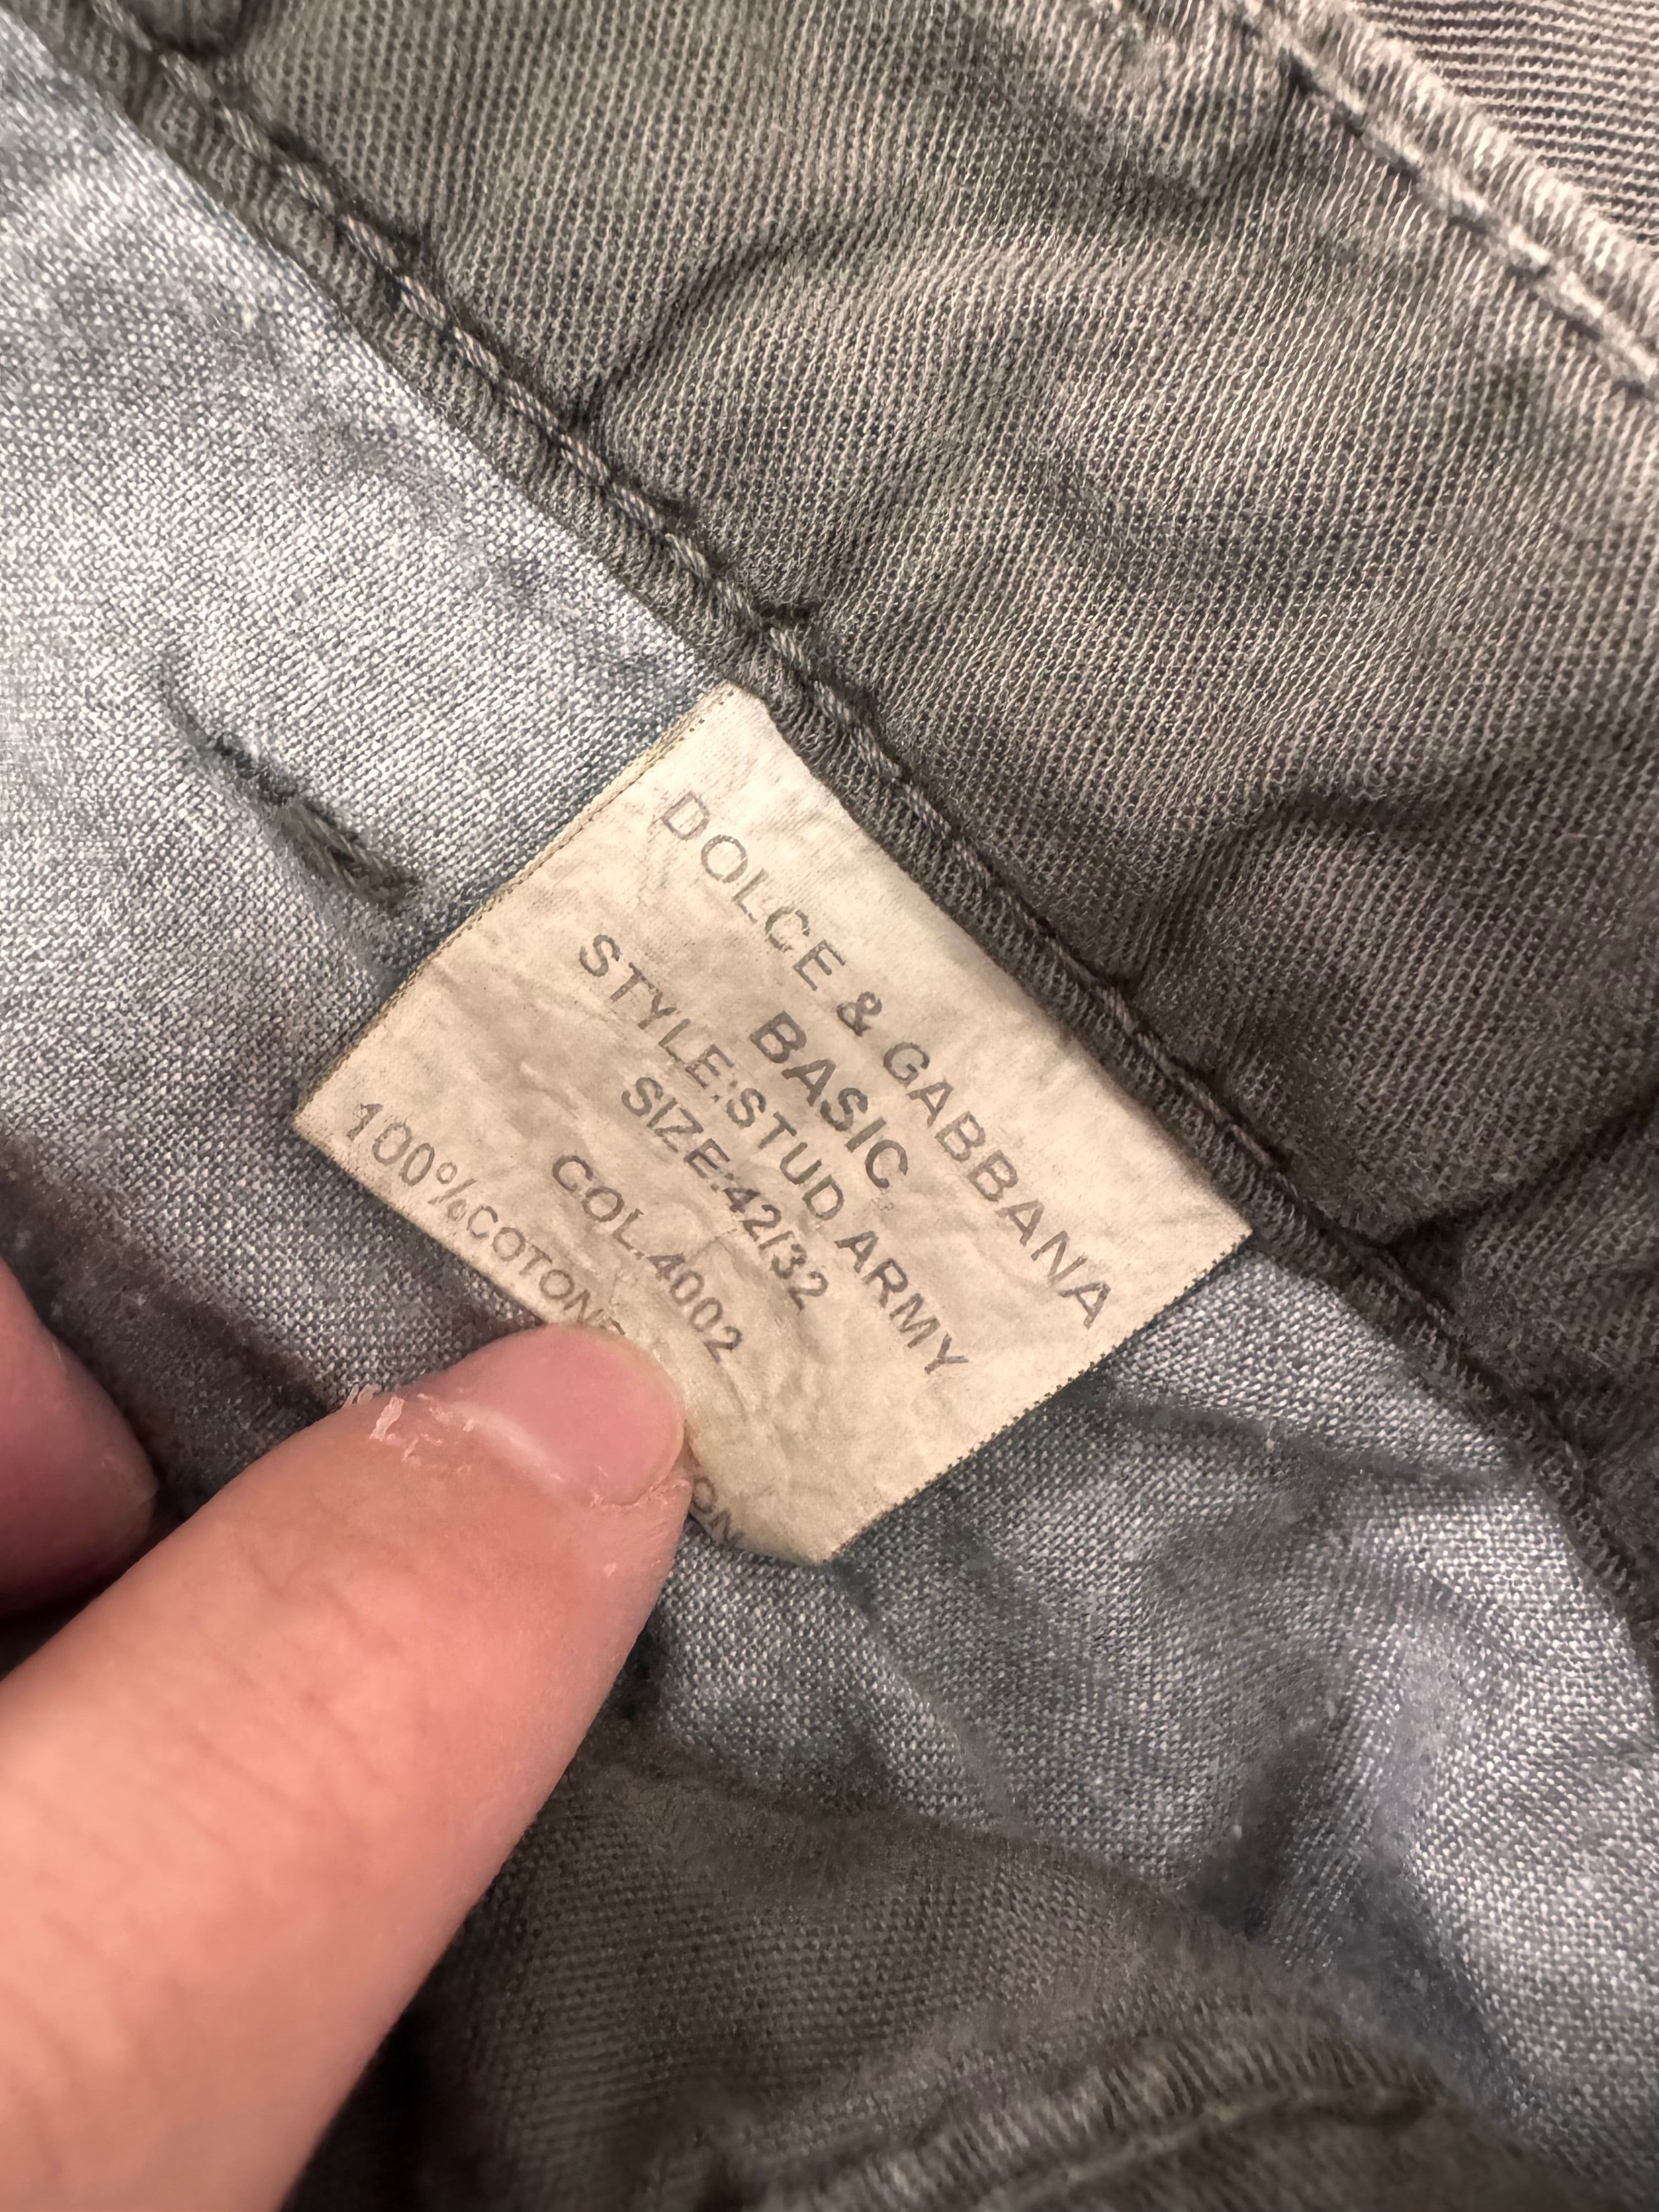 DOLCE & GABBANA
BASIC
STYLE:STUD ARMY
SIZE:42/32
COL.4002
100%COTONE